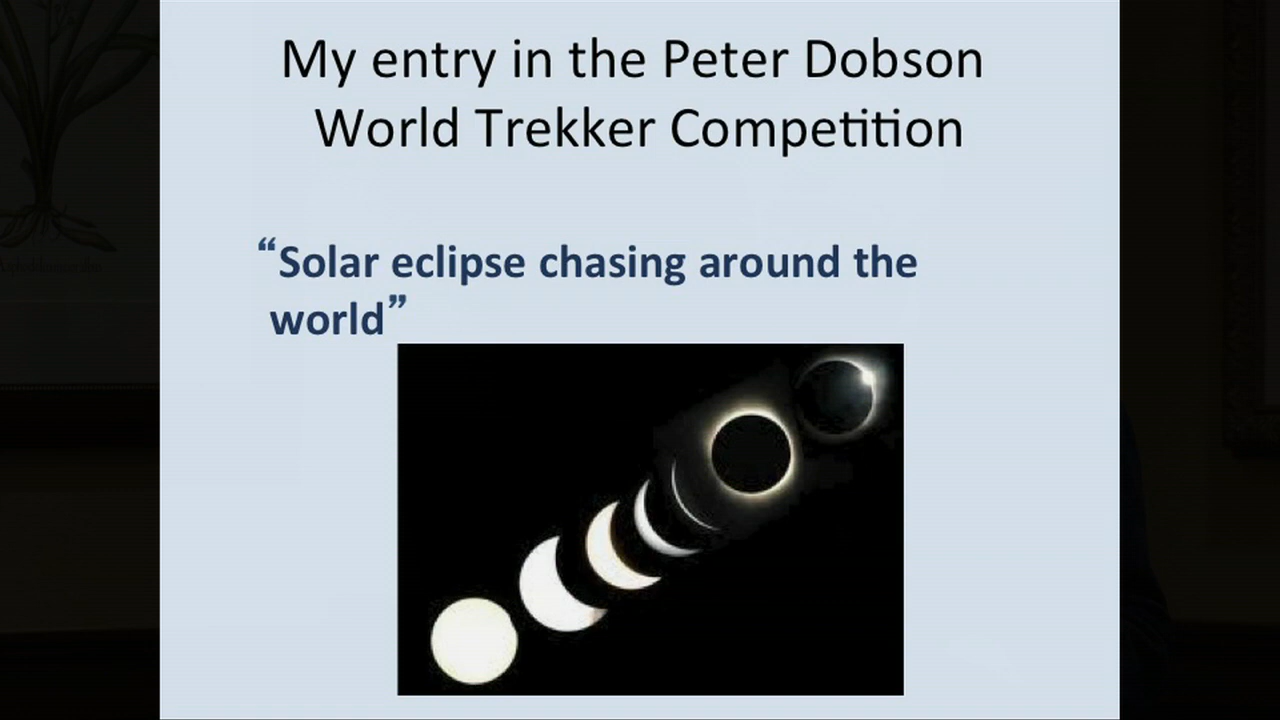 My entry in the Peter Dobson
World Trekker Competition
“Solar eclipse chasing around the
world”